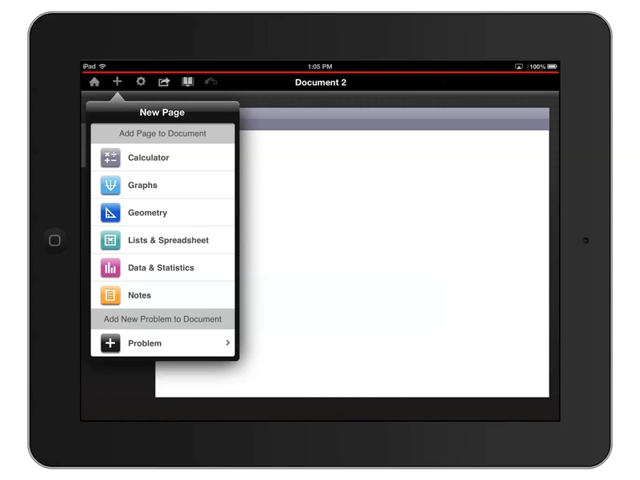 iPad 1:05 PM 100%
Document 2
New Page
Add Page to Document
Calculator
Graphs
Geometry
Lists & Spreadsheet
Data & Statistics
Notes
Add New Problem to Document
Problem